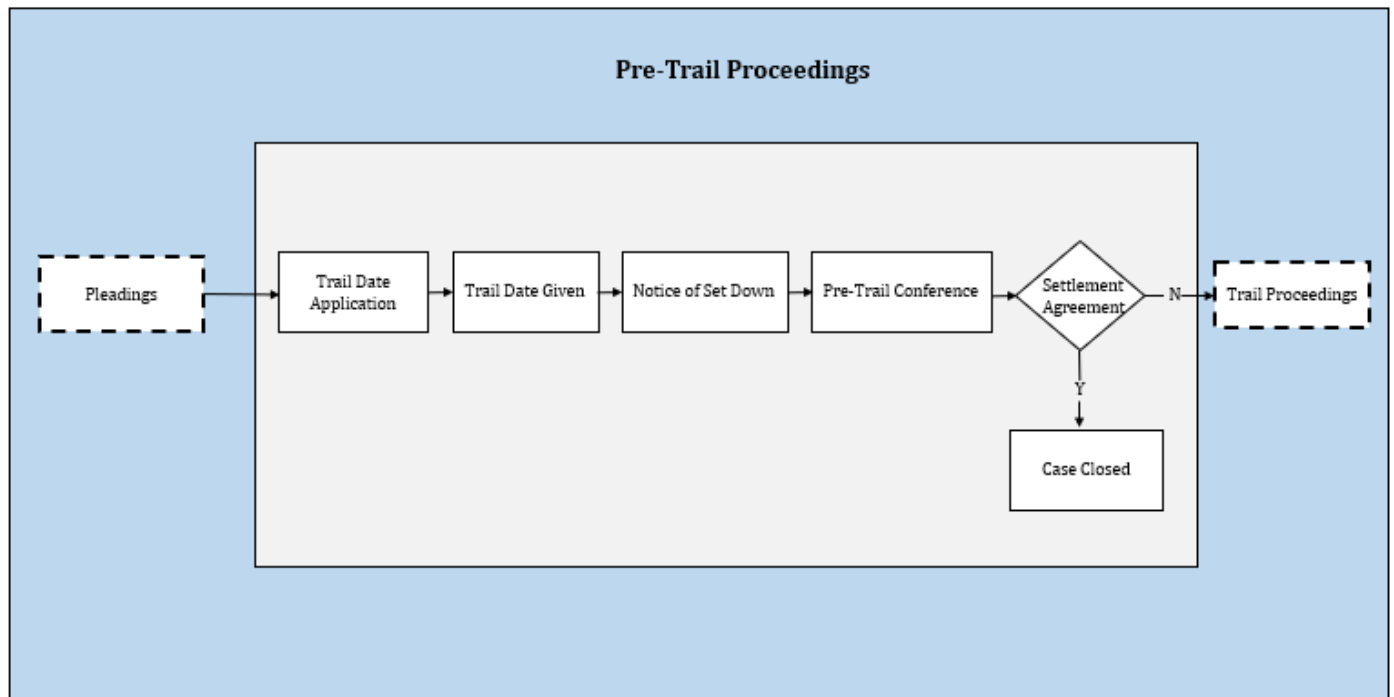 Pre-Trail Proceedings
Pleadings
Trail Date
Application
Trail Date Given
Notice of Set Down
Pre-Trail Conference
Settlement
Agreement
N
Trail Proceedings
Y
Case Closed